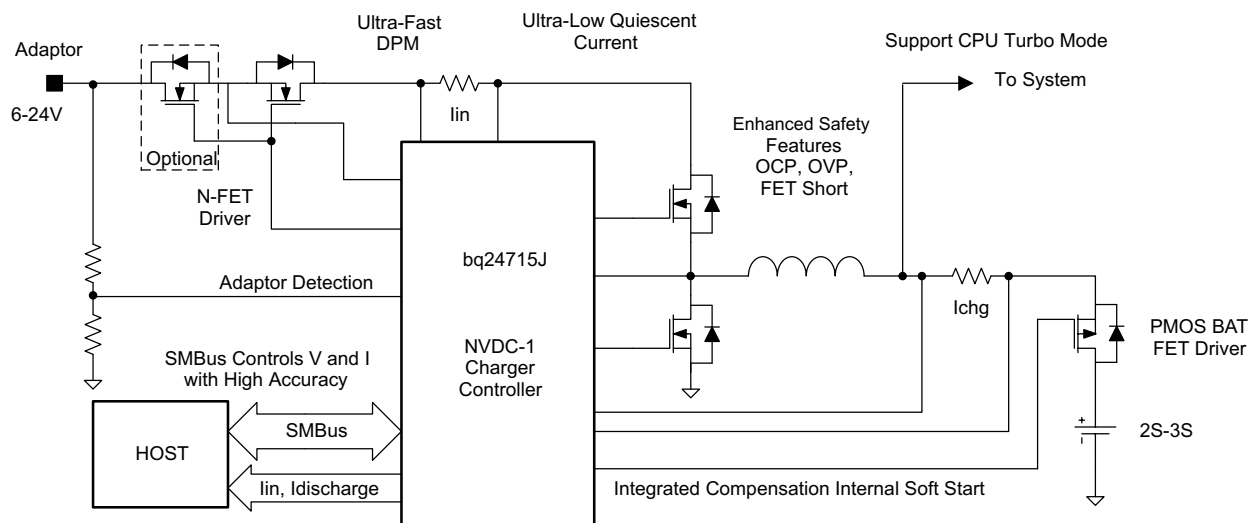 Ultra-Fast
DPM
Ultra-Low Quiescent
Current
Support CPU Turbo Mode
To System
Adaptor
6-24V
Optional
Iin
N-FET
Driver
Enhanced Safety
Features
OCP, OVP,
FET Short
bq24715J
NVDC-1
Charger
Controller
Adaptor Detection
Ichg
PMOS BAT
FET Driver
SMBus Controls V and I
with High Accuracy
HOST
SMBus
Iin, Idischarge
+
-
2S-3S
Integrated Compensation Internal Soft Start